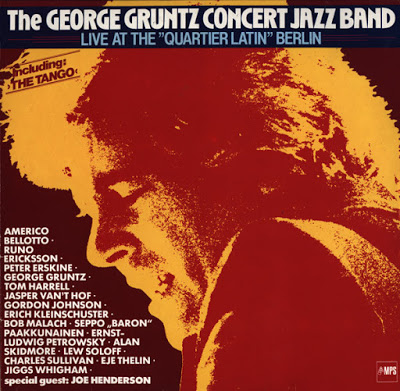 The GEORGE GRUNTZ CONCERT JAZZ BAND
LIVE AT THE "QUARTIER LATIN" BERLIN
Including:
›THE TANGO‹
AMERICO
BELLOTTO ·
RUNO
ERICKSSON ·
PETER ERSKINE ·
GEORGE GRUNTZ ·
TOM HARRELL ·
JASPER VAN'T HOF ·
GORDON JOHNSON ·
ERICH KLEINSCHUSTER ·
BOB MALACH · SEPPO „BARON"
PAAKKUNAINEN · ERNST-
LUDWIG PETROWSKY · ALAN
SKIDMORE · LEW SOLOFF ·
CHARLES SULLIVAN · EJE THELIN ·
JIGGS WHIGHAM ·
special guest: JOE HENDERSON
MPS